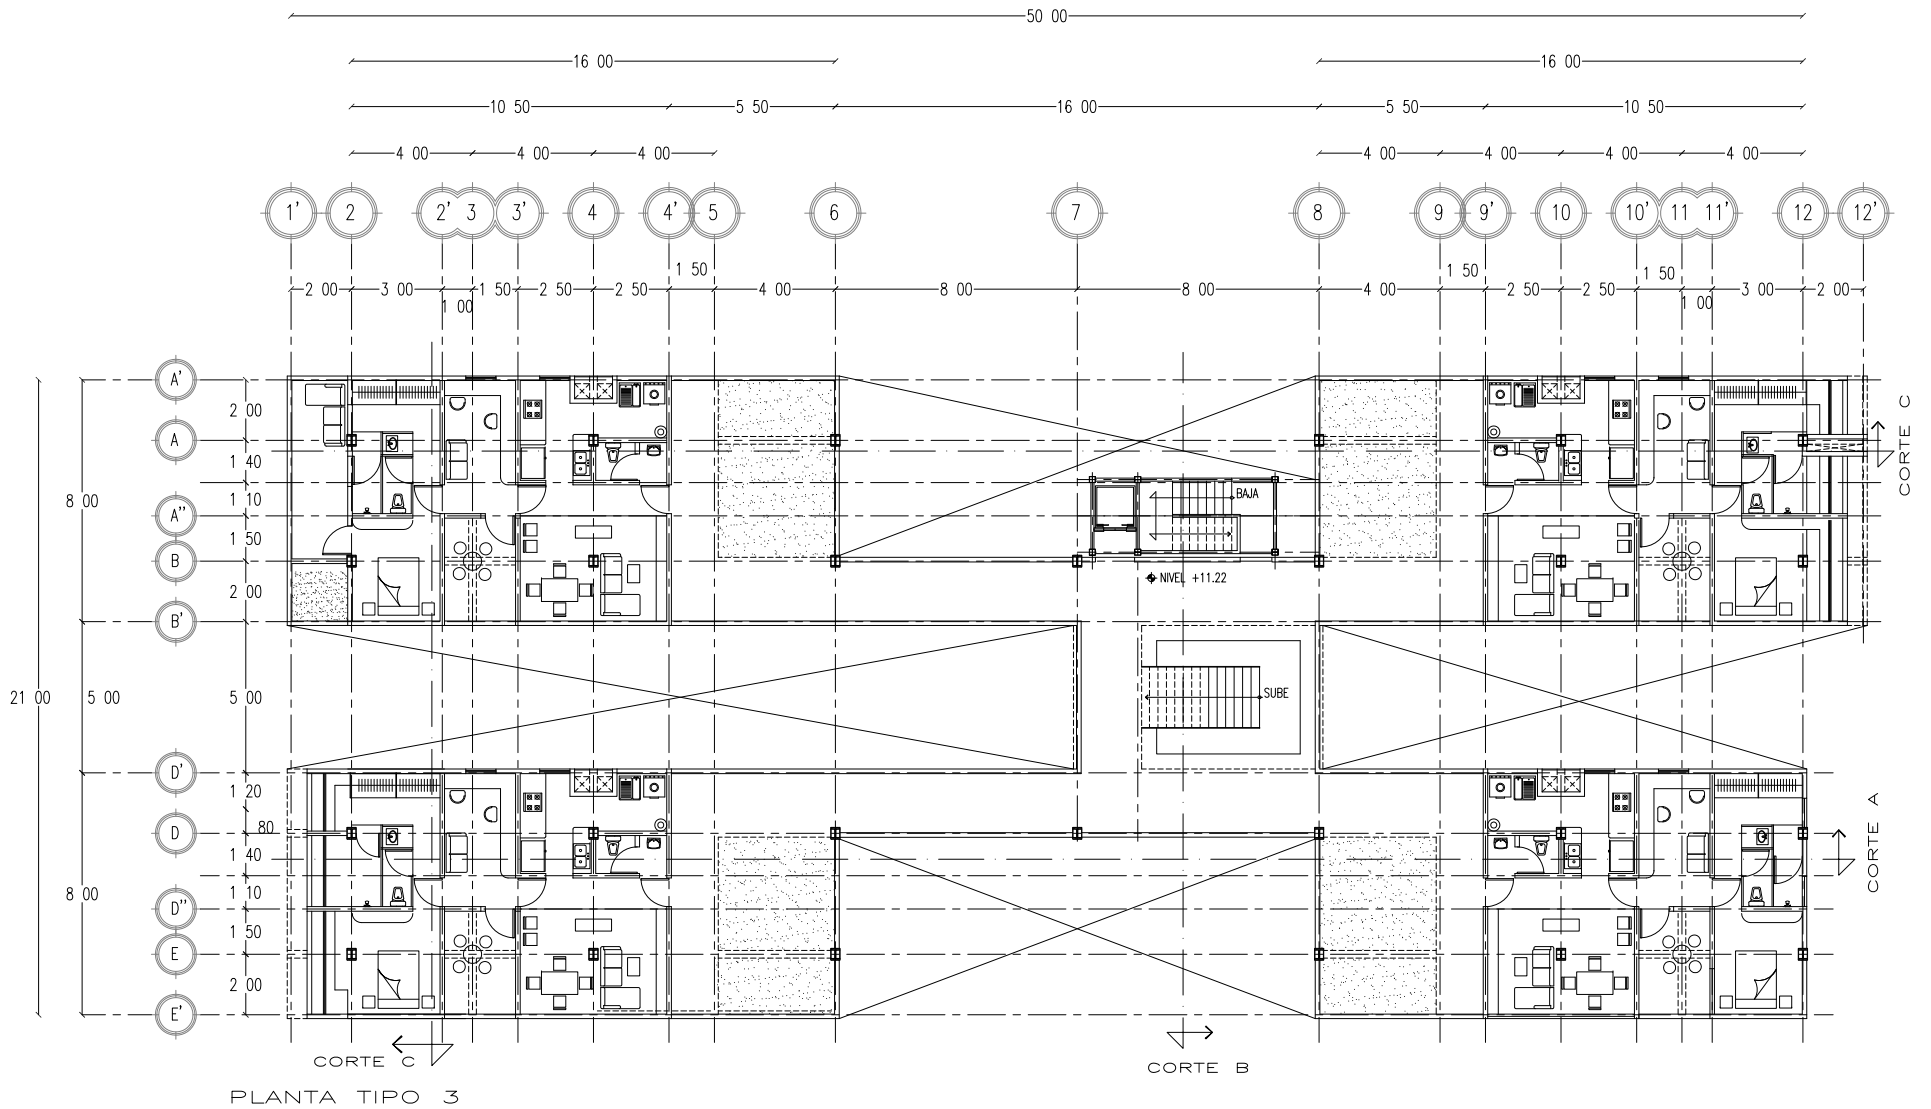 50 00
16 00 16 00
10 50 5 50 16 00 5 50 10 50
4 00 4 00 4 00 4 00 4 00 4 00 4 00
1' 2 2' 3 3' 4 4' 5 6 7 8 9 9' 10 10' 11 11' 12 12'
1 50 1 50 1 50
2 00 3 00 1 50 2 50 2 50 4 00 8 00 8 00 4 00 2 50 2 50 3 00 2 00
1 00 1 00
A'
2 00
A
CORTE C
1 40
8 00
1 10
BAJA
A"
1 50
B
NIVEL +11.22
2 00
B'
21 00 5 00 5 00
SUBE
D'
1 20
80
D
CORTE A
1 40
8 00
1 10
D"
1 50
E
2 00
E'
CORTE C
CORTE B
PLANTA TIPO 3